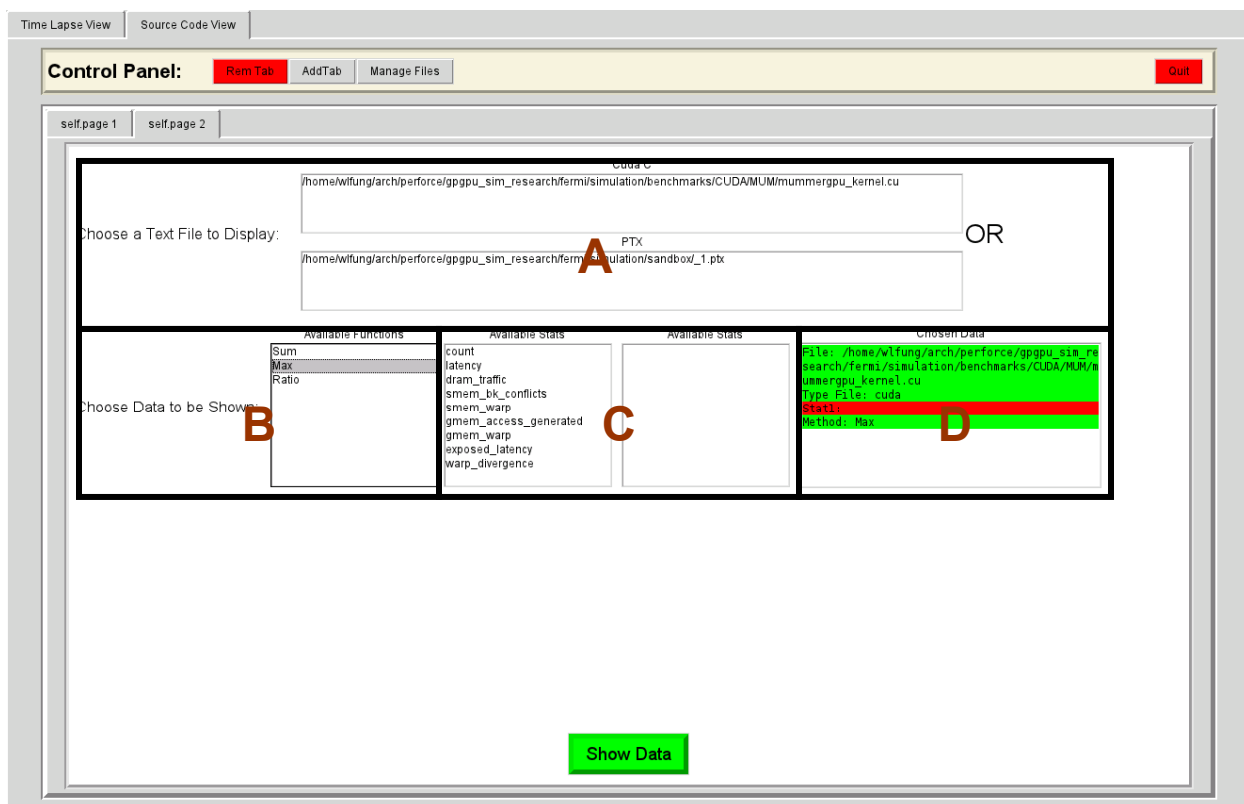 Time Lapse View Source Code View
Control Panel: Rem Tab AddTab Manage Files Quit
self.page 1 self.page 2
Cuda C
/home/wlfung/arch/perforce/gpgpu_sim_research/fermi/simulation/benchmarks/CUDA/MUM/mummergpu_kernel.cu
Choose a Text File to Display:
OR
PTX
A
/home/wlfung/arch/perforce/gpgpu_sim_research/fermi/simulation/sandbox/_1.ptx
Available Functions
Sum
Max
Ratio
Choose Data to be Shown:
B
Available Stats
count
latency
dram_traffic
smem_bk_conflicts
smem_warp
gmem_access_generated
gmem_warp
exposed_latency
warp_divergence
C
Available Stats
Chosen Data
File: /home/wlfung/arch/perforce/gpgpu_sim_re
search/fermi/simulation/benchmarks/CUDA/MUM/m
ummergpu_kernel.cu
Type File: cuda
Stat1:
Method: Max
D
Show Data